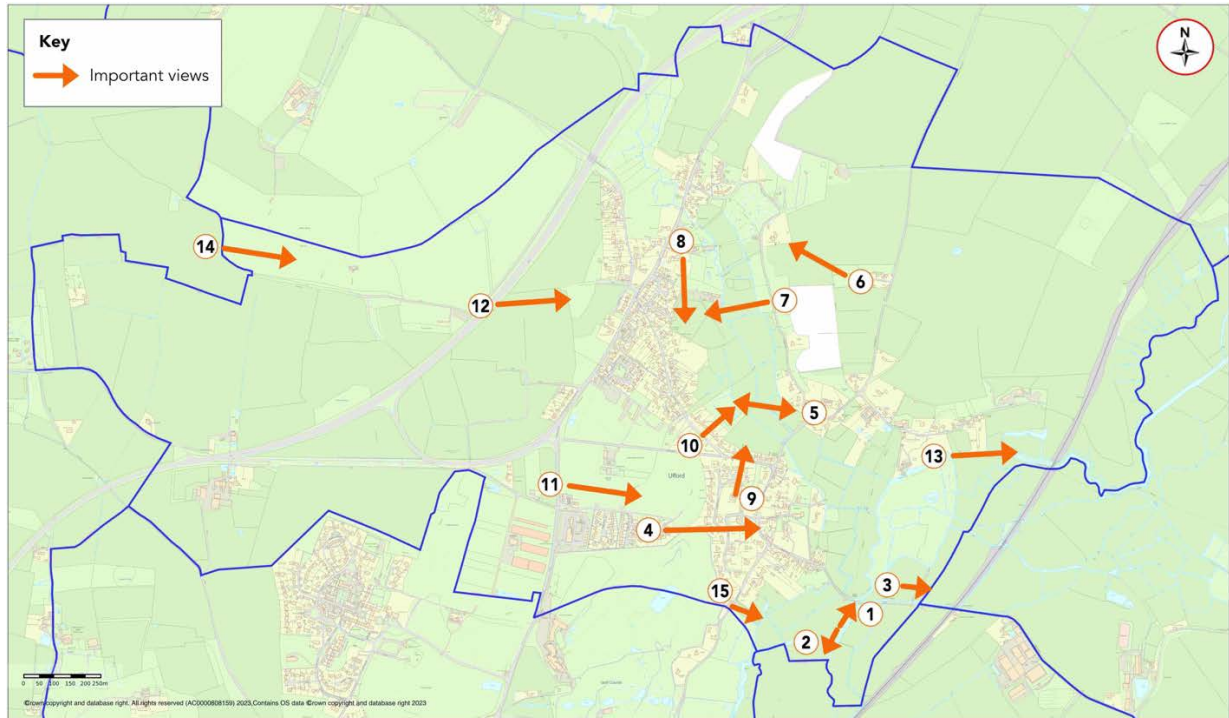 Key
Important views
N
8
14
6
12
7
5
10
13
11
9
4
3
15
1
2
Ufford
0 50 100 150 200 250m
©rown copyright and database right. All rights reserved (AC0000808159) 2023,Contains OS data ©rown copyright and database right 2023